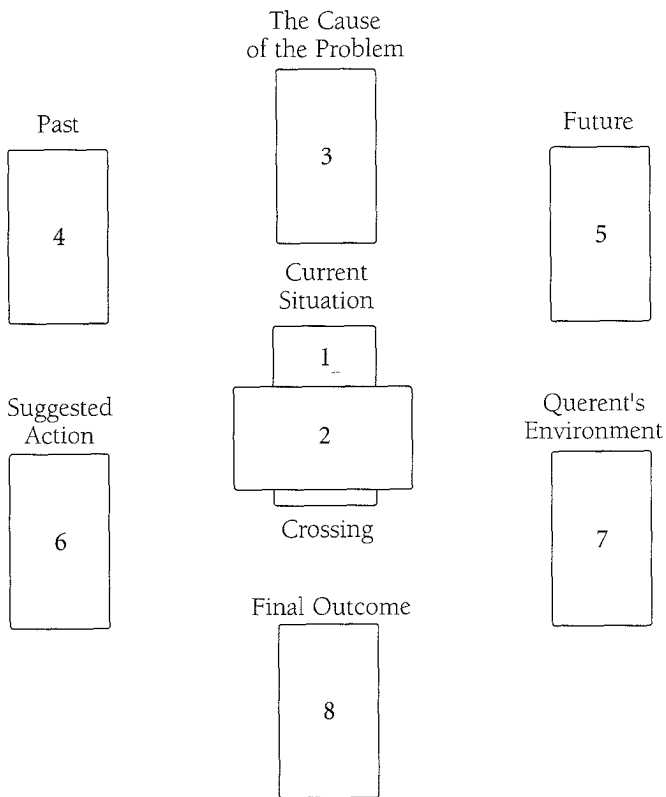 The Cause
of the Problem
3
Past
4
Future
5
Current
Situation
1
2
Crossing
Suggested
Action
6
Querent's
Environment
7
Final Outcome
8